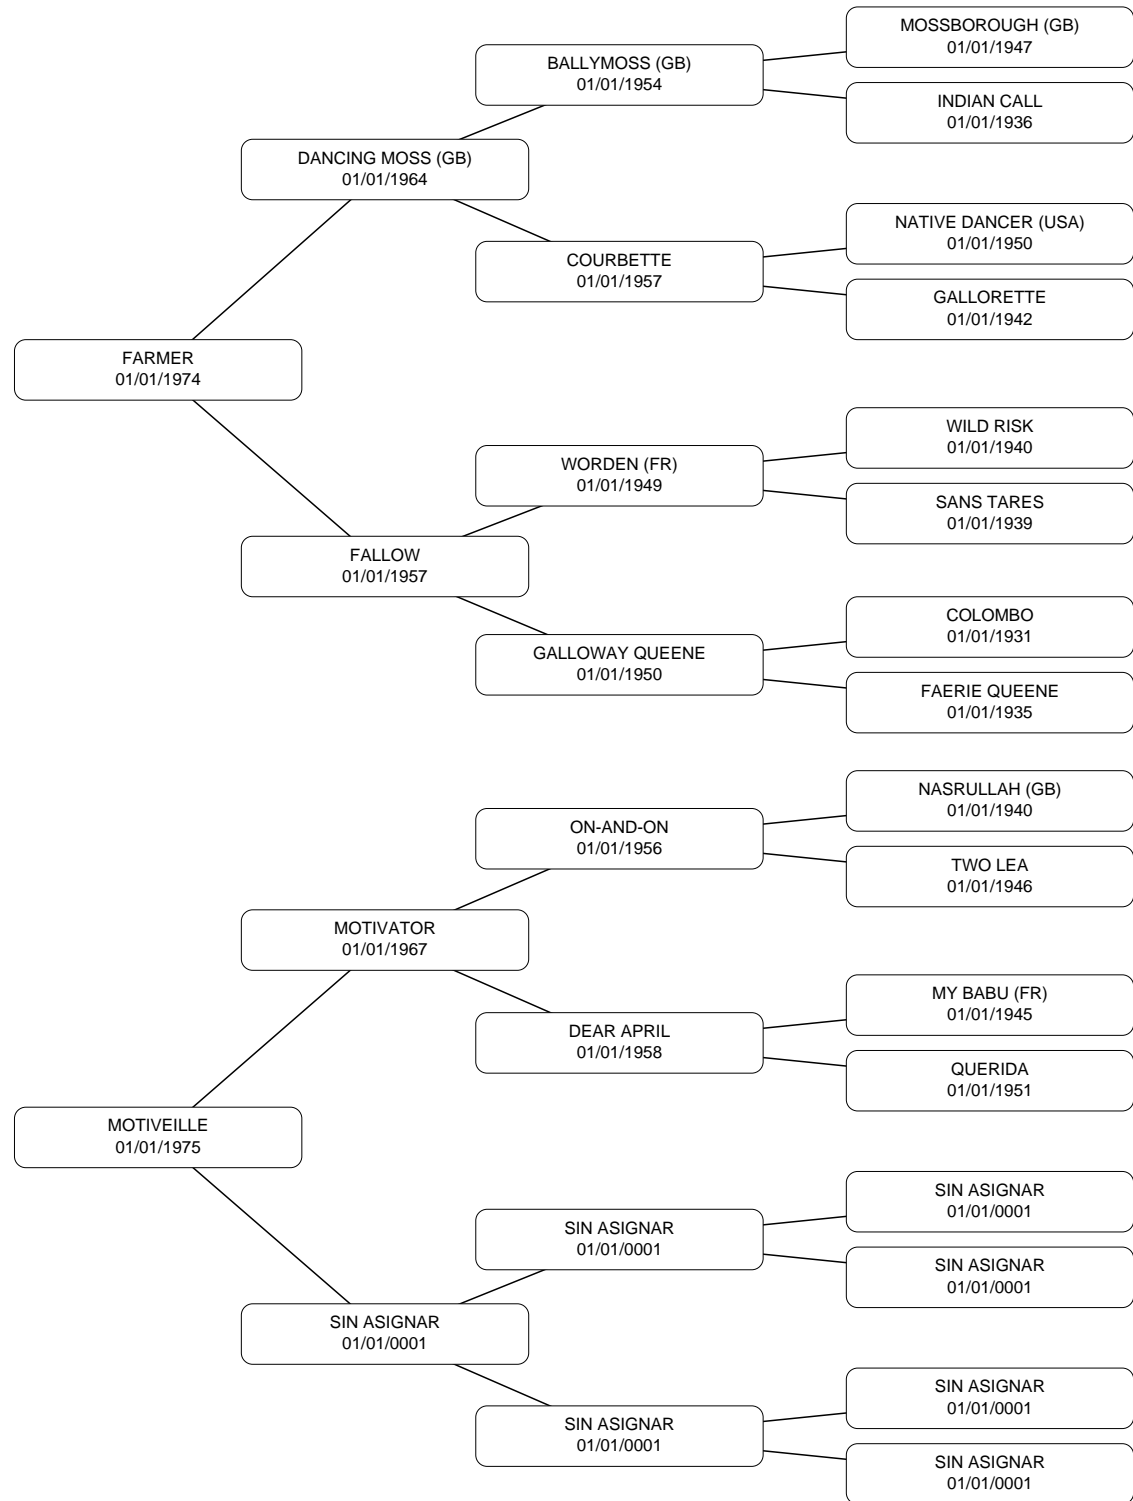 MOSSBOROUGH (GB)
01/01/1947
BALLYMOSS (GB)
01/01/1954
INDIAN CALL
01/01/1936
DANCING MOSS (GB)
01/01/1964
NATIVE DANCER (USA)
01/01/1950
COURBETTE
01/01/1957
GALLORETTE
01/01/1942
FARMER
01/01/1974
WILD RISK
01/01/1940
WORDEN (FR)
01/01/1949
SANS TARES
01/01/1939
FALLOW
01/01/1957
COLOMBO
01/01/1931
GALLOWAY QUEENE
01/01/1950
FAERIE QUEENE
01/01/1935
NASRULLAH (GB)
01/01/1940
ON-AND-ON
01/01/1956
TWO LEA
01/01/1946
MOTIVATOR
01/01/1967
MY BABU (FR)
01/01/1945
DEAR APRIL
01/01/1958
QUERIDA
01/01/1951
MOTIVEILLE
01/01/1975
SIN ASIGNAR
01/01/0001
SIN ASIGNAR
01/01/0001
SIN ASIGNAR
01/01/0001
SIN ASIGNAR
01/01/0001
SIN ASIGNAR
01/01/0001
SIN ASIGNAR
01/01/0001
SIN ASIGNAR
01/01/0001